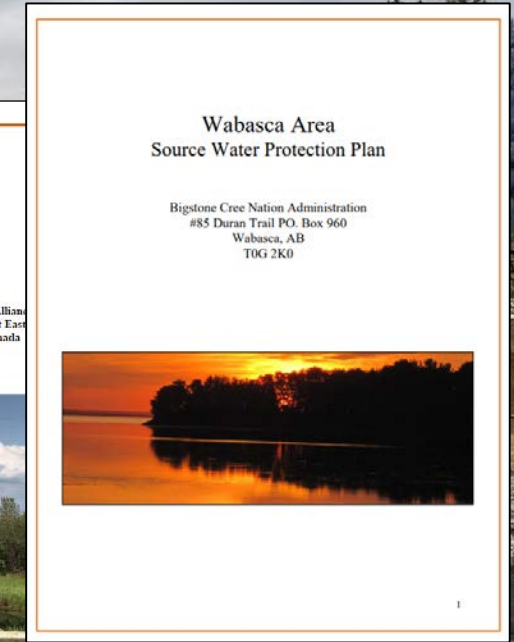 Wabasca Area
Source Water Protection Plan
Bigstone Cree Nation Administration
#85 Duran Trail PO. Box 960
Wabasca, AB
T0G 2K0
1